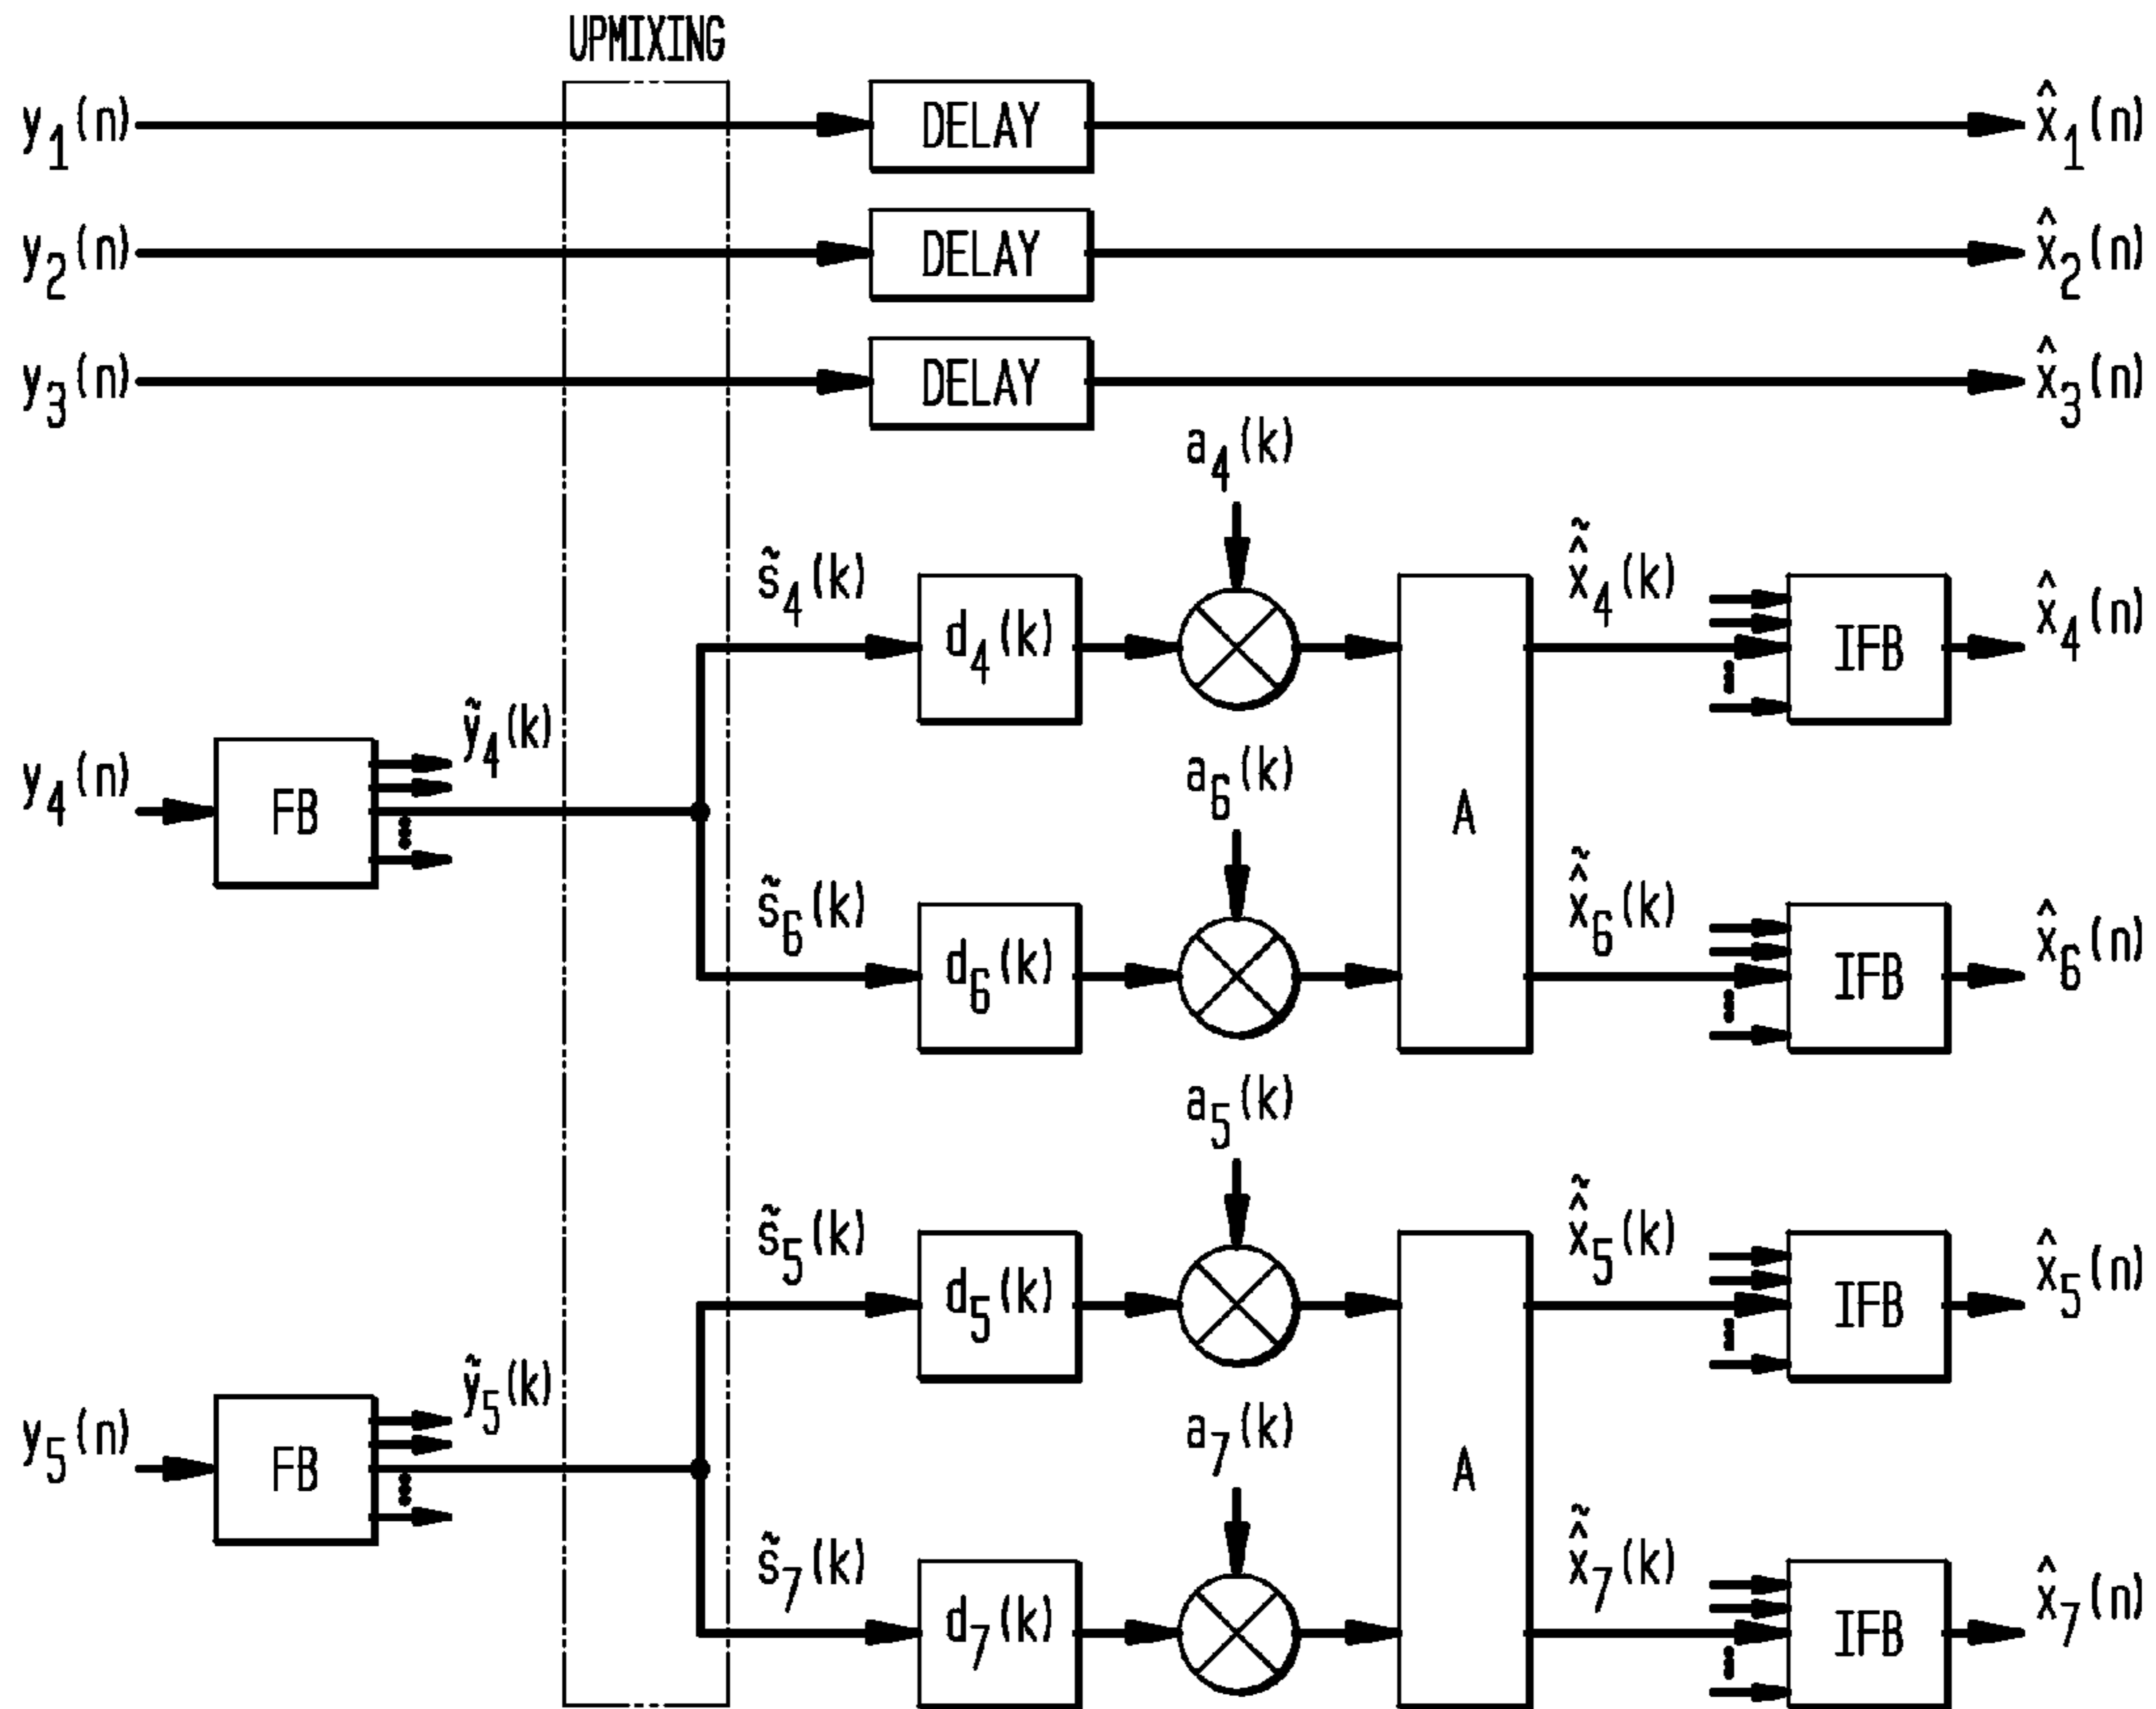 UPMIXING
y₁(n) DELAY x̂₁(n)
y₂(n) DELAY x̂₂(n)
y₃(n) DELAY x̂₃(n)
a₄(k)
s̃₄(k) d₄(k) x̂̃₄(k) IFB x̂₄(n)
y₄(n) FB ỹ₄(k) a₆(k) A
s̃₆(k) d₆(k) x̂̃₆(k) IFB x̂₆(n)
a₅(k)
s̃₅(k) d₅(k) x̂̃₅(k) IFB x̂₅(n)
y₅(n) FB ỹ₅(k) a₇(k) A
s̃₇(k) d₇(k) x̂̃₇(k) IFB x̂₇(n)